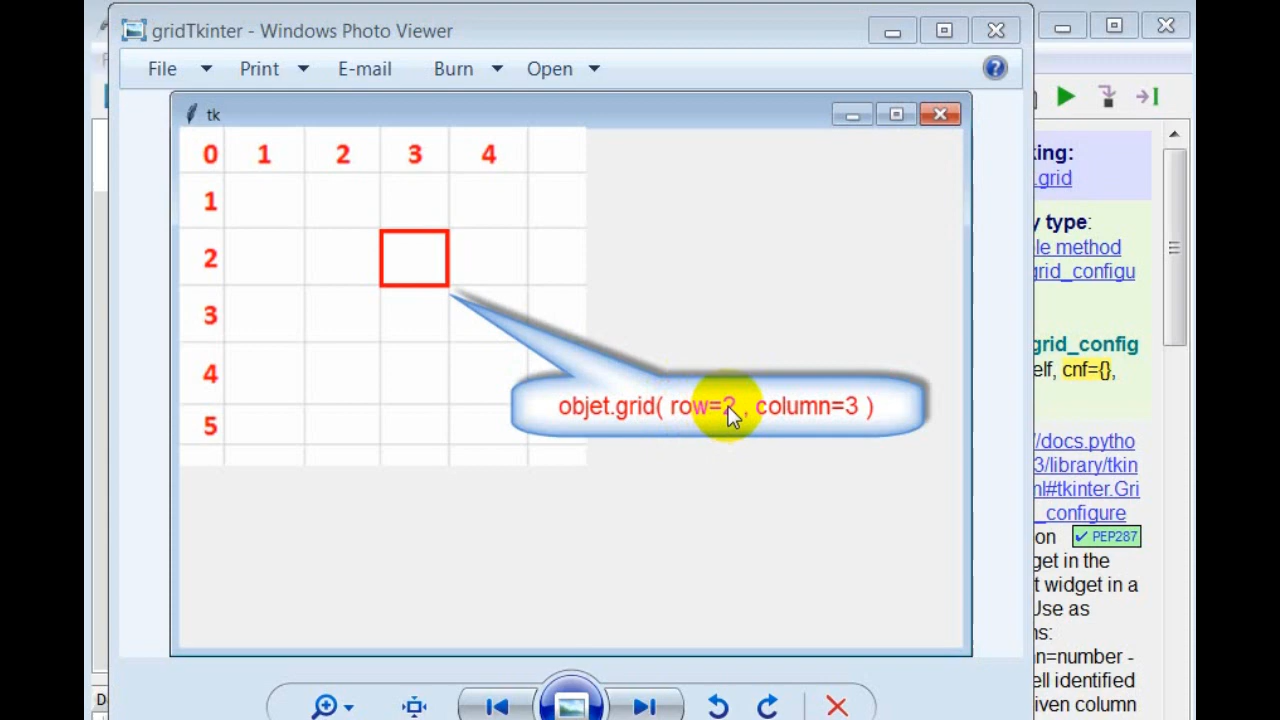 gridTkinter - Windows Photo Viewer
File Print E-mail Burn Open
tk
0 1 2 3 4
1
2
3
4
5
objet.grid( row=2 , column=3 )
king:
.grid
y type:
le method
grid_configu
grid_config
elf, cnf={},
/docs.pytho
3/library/tkin
ml#tkinter.Gri
_configure
on ✓ PEP287
get in the
t widget in a
Use as
ns:
n=number -
ell identified
iven column